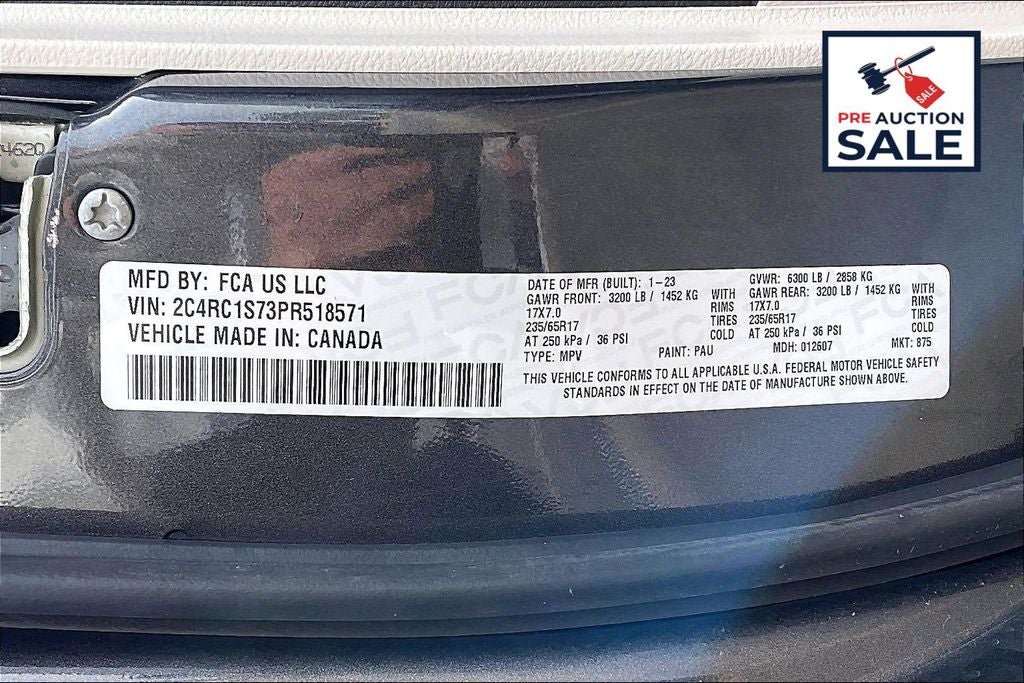 PRE AUCTION
SALE
SALE
4620
MFD BY: FCA US LLC
VIN: 2C4RC1S73PR518571
VEHICLE MADE IN: CANADA
DATE OF MFR (BUILT): 1-23
GAWR FRONT: 3200 LB / 1452 KG WITH
17X7.0 RIMS
235/65R17 TIRES
AT 250 kPa / 36 PSI COLD
TYPE: MPV
GVWR: 6300 LB / 2858 KG
GAWR REAR: 3200 LB / 1452 KG WITH
17X7.0 RIMS
235/65R17 TIRES
AT 250 kPa / 36 PSI COLD
PAINT: PAU MDH: 012607 MKT: 875
THIS VEHICLE CONFORMS TO ALL APPLICABLE U.S.A. FEDERAL MOTOR VEHICLE SAFETY
STANDARDS IN EFFECT ON THE DATE OF MANUFACTURE SHOWN ABOVE.